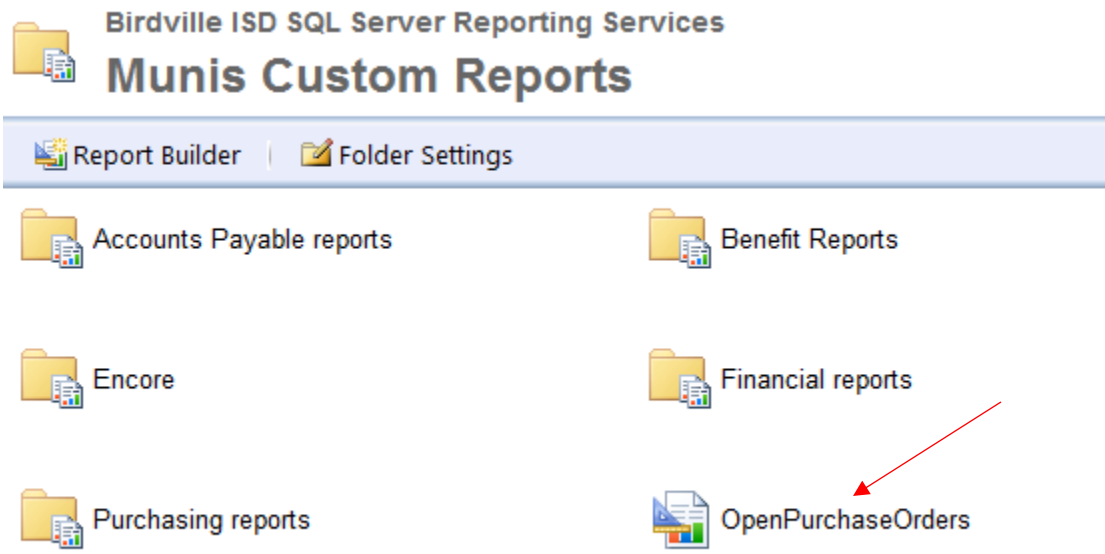 Birdville ISD SQL Server Reporting Services
Munis Custom Reports
Report Builder | Folder Settings
Accounts Payable reports
Benefit Reports
Encore
Financial reports
Purchasing reports
OpenPurchaseOrders